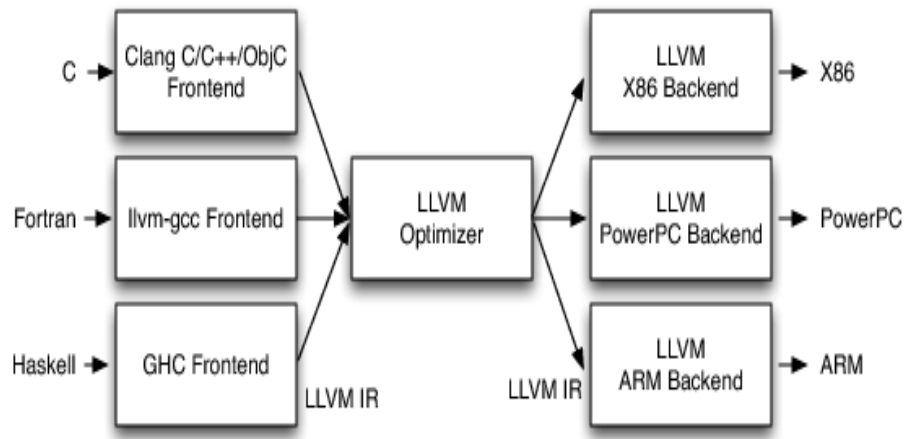 C
Clang C/C++/ObjC
Frontend
LLVM
X86 Backend
X86
Fortran
llvm-gcc Frontend
LLVM
Optimizer
LLVM
PowerPC Backend
PowerPC
Haskell
GHC Frontend
LLVM IR
LLVM IR
LLVM
ARM Backend
ARM